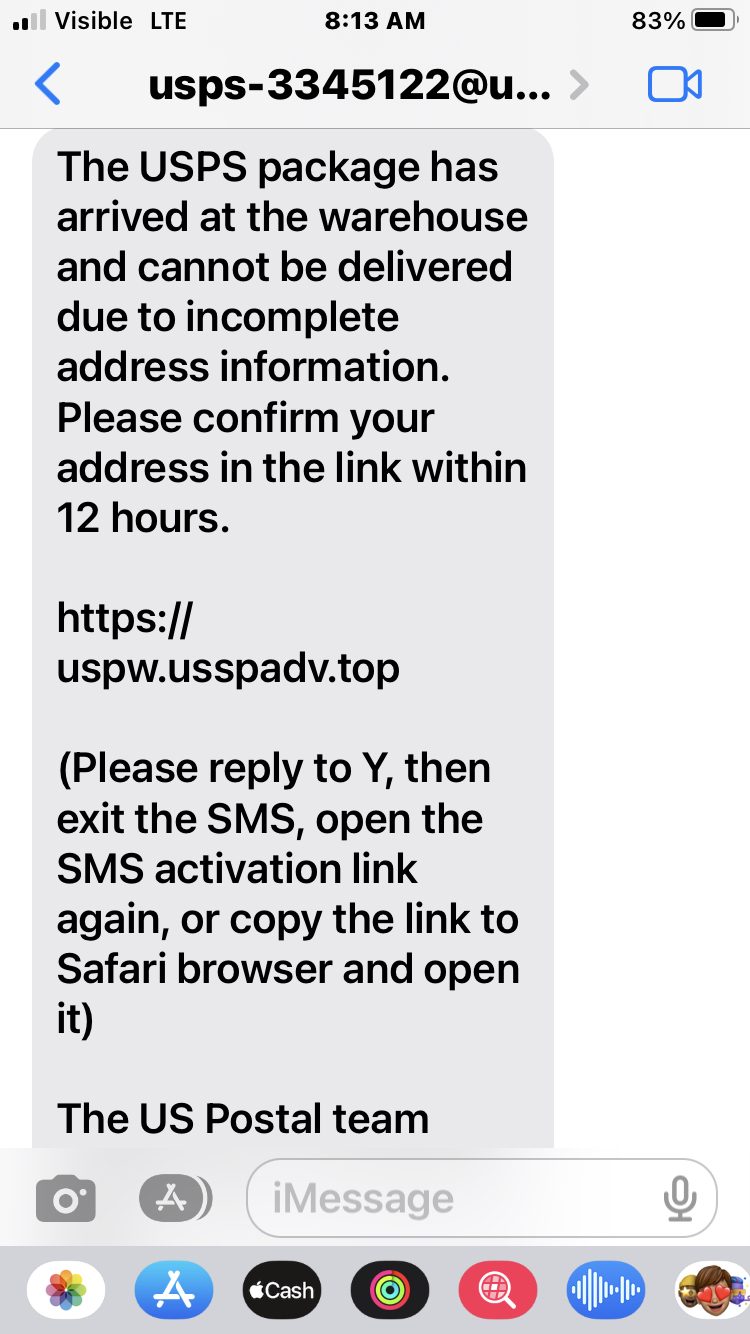 Visible LTE 8:13 AM 83%
usps-3345122@u...
The USPS package has
arrived at the warehouse
and cannot be delivered
due to incomplete
address information.
Please confirm your
address in the link within
12 hours.
https://
uspw.usspadv.top
(Please reply to Y, then
exit the SMS, open the
SMS activation link
again, or copy the link to
Safari browser and open
it)
The US Postal team
iMessage
Cash